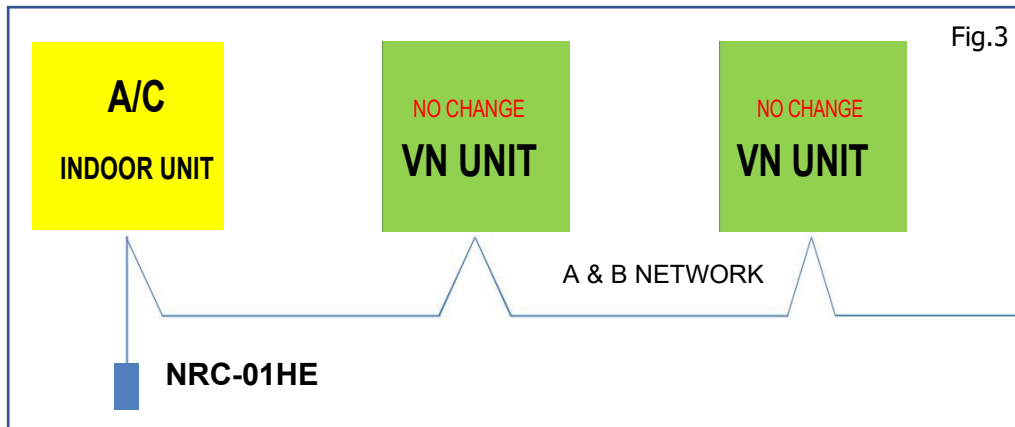 Fig.3
A/C
INDOOR UNIT
NO CHANGE
VN UNIT
NO CHANGE
VN UNIT
A & B NETWORK
NRC-01HE